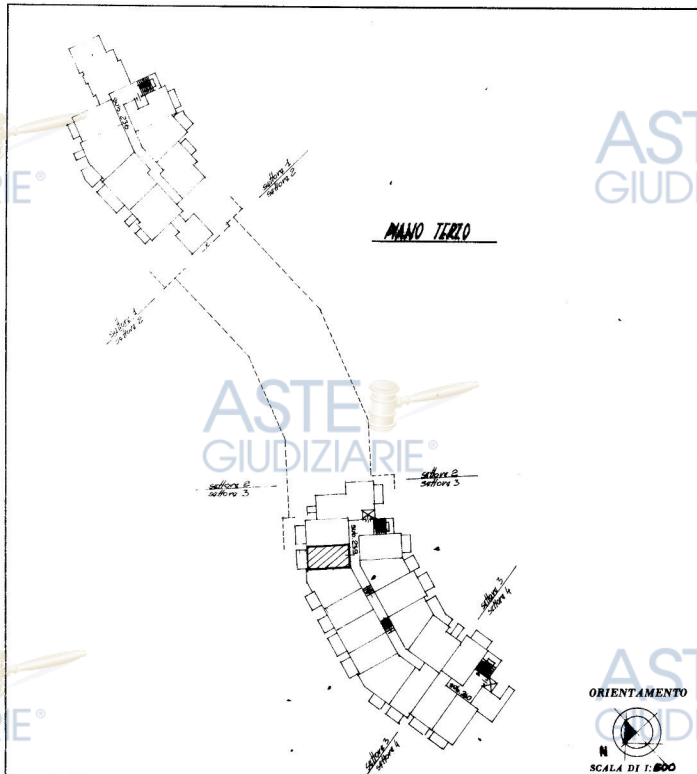 settore 1
settore 2
PIANO TERZO
settore 1
settore 2
ASTE
GIUDIZIARIE®
ASTE
GIUDIZIARIE®
settore 2
settore 3
settore 2
settore 3
settore 3
settore 4
settore 3
settore 4
ORIENTAMENTO
N
SCALA DI 1:500